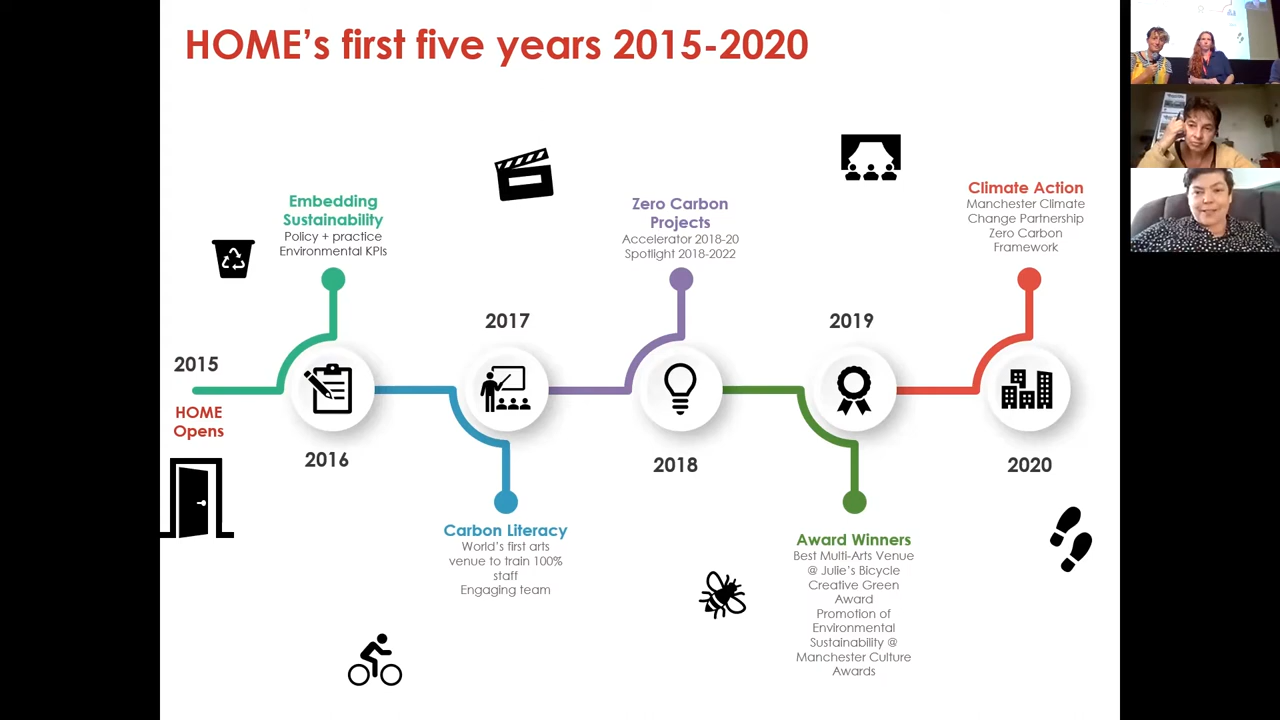 HOME’s first five years 2015-2020
2015
HOME
Opens
Embedding
Sustainability
Policy + practice
Environmental KPIs
2016
2017
Carbon Literacy
World’s first arts
venue to train 100%
staff
Engaging team
Zero Carbon
Projects
Accelerator 2018-20
Spotlight 2018-2022
2018
2019
Award Winners
Best Multi-Arts Venue
@ Julie’s Bicycle
Creative Green
Award
Promotion of
Environmental
Sustainability @
Manchester Culture
Awards
Climate Action
Manchester Climate
Change Partnership
Zero Carbon
Framework
2020